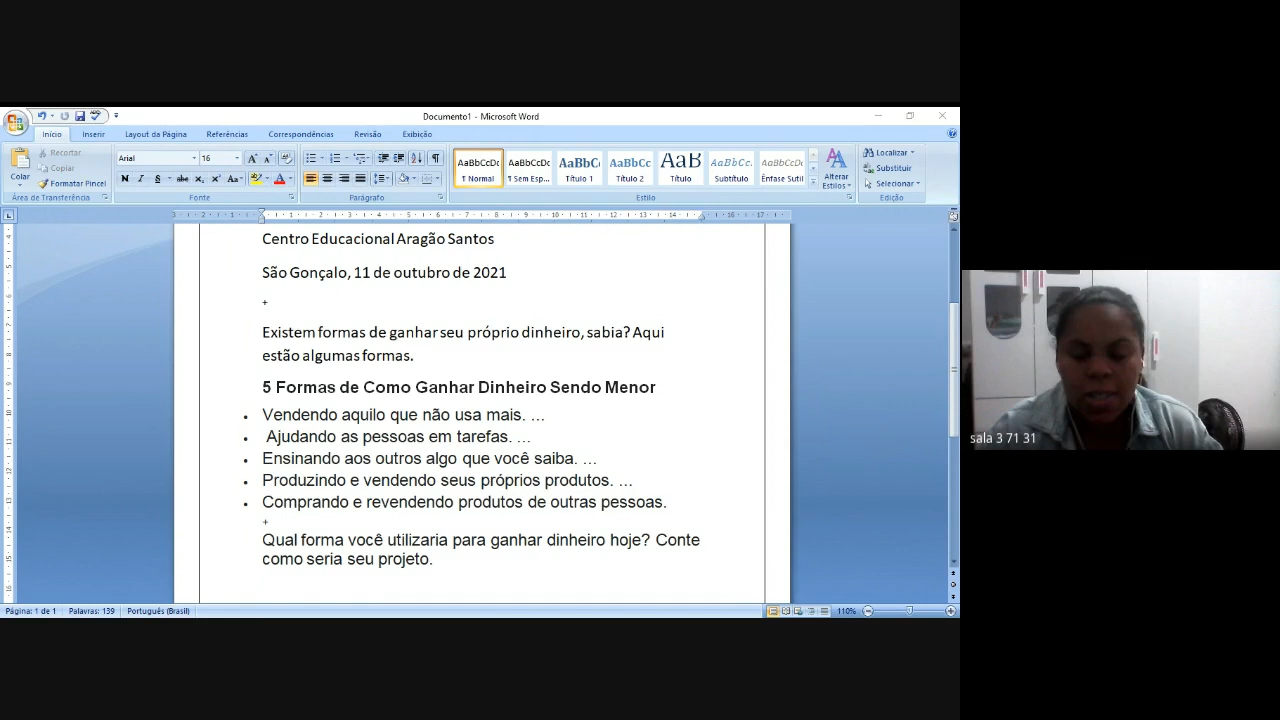 Documento1 - Microsoft Word
Início Inserir Layout da Página Referências Correspondências Revisão Exibição
Colar
Recortar
Copiar
Formatar Pincel
Área de Transferência
Arial 16
N I S abc x₂ x² Aa
Fonte
Parágrafo
AaBbCcDc AaBbCcDc AaBbC AaBbCc AaB AaBbCc. AaBbCcDc
¶ Normal ¶ Sem Esp... Título 1 Título 2 Título Subtítulo Ênfase Sutil
Alterar Estilos
Estilo
Localizar
Substituir
Selecionar
Edição
Centro Educacional Aragão Santos
São Gonçalo, 11 de outubro de 2021
+
Existem formas de ganhar seu próprio dinheiro, sabia? Aqui
estão algumas formas.
5 Formas de Como Ganhar Dinheiro Sendo Menor
• Vendendo aquilo que não usa mais. ...
• Ajudando as pessoas em tarefas. ...
• Ensinando aos outros algo que você saiba. ...
• Produzindo e vendendo seus próprios produtos. ...
• Comprando e revendendo produtos de outras pessoas.
+
Qual forma você utilizaria para ganhar dinheiro hoje? Conte
como seria seu projeto.
Página: 1 de 1 Palavras: 139 Português (Brasil) 110%
sala 3 71 31